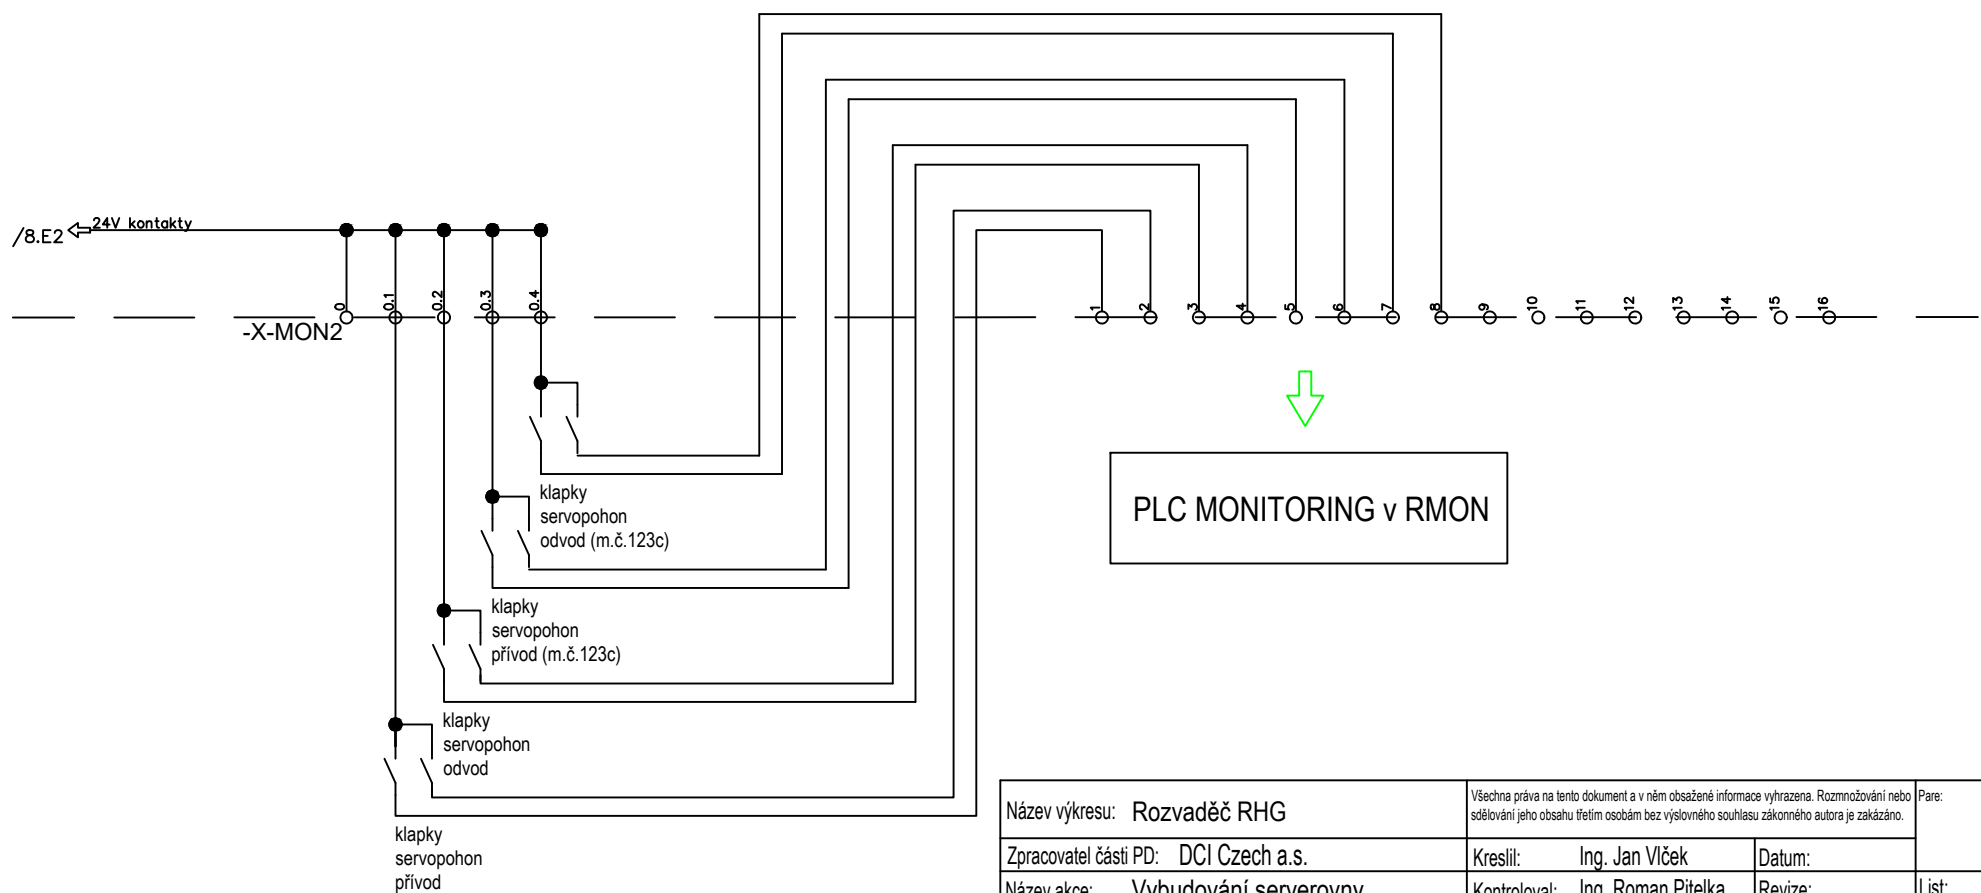 /8.E2
24V kontakty
-X-MON2
0
0.1
0.2
0.3
0.4
1
2
3
4
5
6
7
8
9
10
11
12
13
14
15
16
klapky
servopohon
odvod (m.č.123c)
klapky
servopohon
přívod (m.č.123c)
klapky
servopohon
odvod
klapky
servopohon
přívod
PLC MONITORING v RMON
Název výkresu: Rozvaděč RHG
Všechna práva na tento dokument a v něm obsažené informace vyhrazena. Rozmnožování nebo
sdělování jeho obsahu třetím osobám bez výslovného souhlasu zákonného autora je zakázáno.
Pare:
Zpracovatel části PD: DCI Czech a.s.
Kreslil: Ing. Jan Vlček
Datum:
Název akce: Vybudování serverovny
Kontroloval: Ing. Roman Pitelka
Revize:
List: